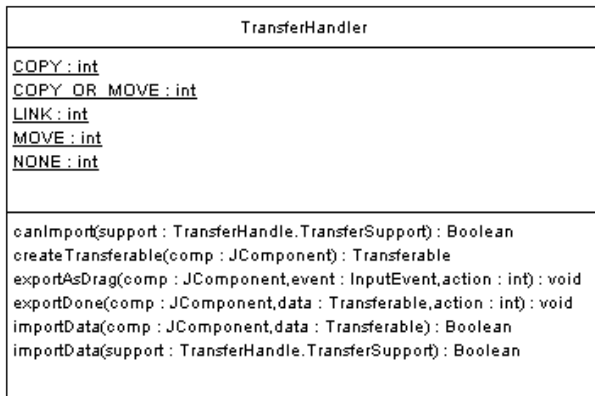 TransferHandler
COPY : int
COPY_OR_MOVE : int
LINK : int
MOVE : int
NONE : int
canImport(support : TransferHandle.TransferSupport) : Boolean
createTransferable(comp : JComponent) : Transferable
exportAsDrag(comp : JComponent,event : InputEvent,action : int) : void
exportDone(comp : JComponent,data : Transferable,action : int) : void
importData(comp : JComponent,data : Transferable) : Boolean
importData(support : TransferHandle.TransferSupport) : Boolean